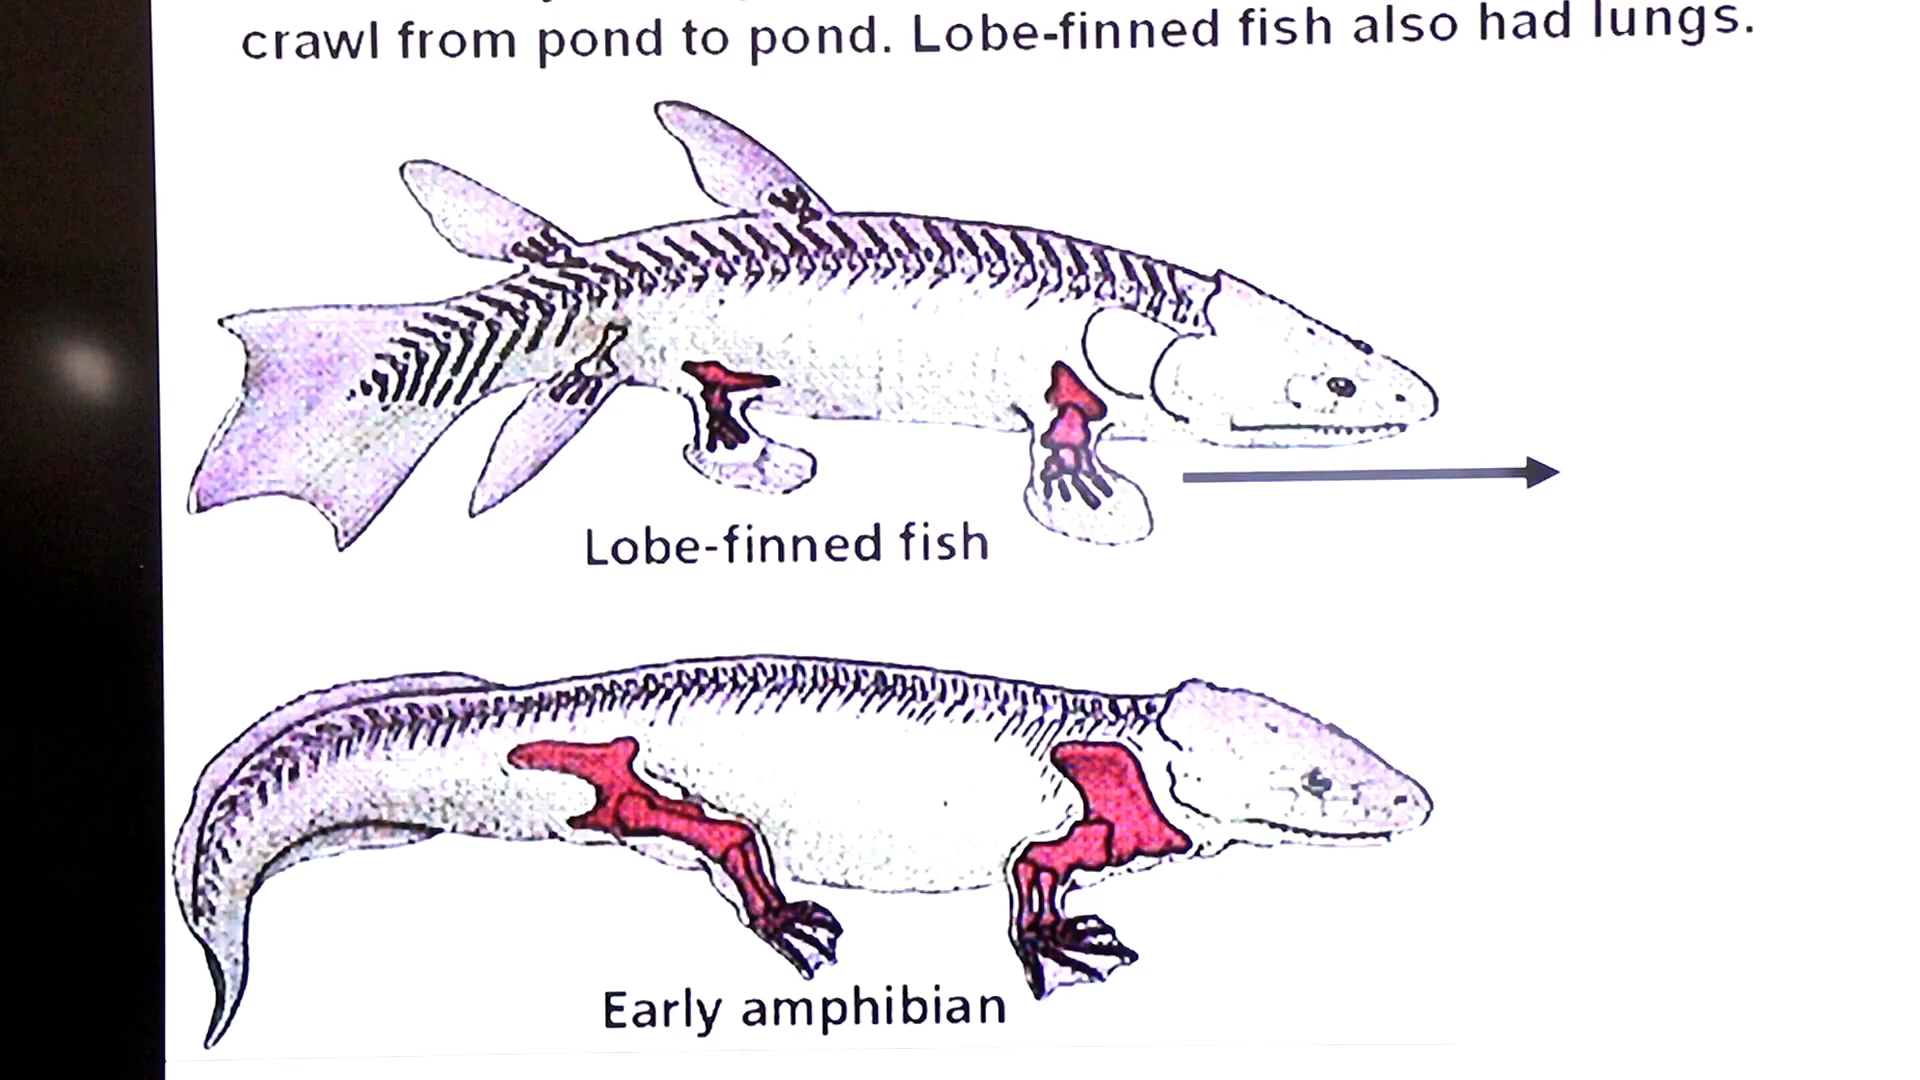 crawl from pond to pond. Lobe-finned fish also had lungs.
Lobe-finned fish
Early amphibian